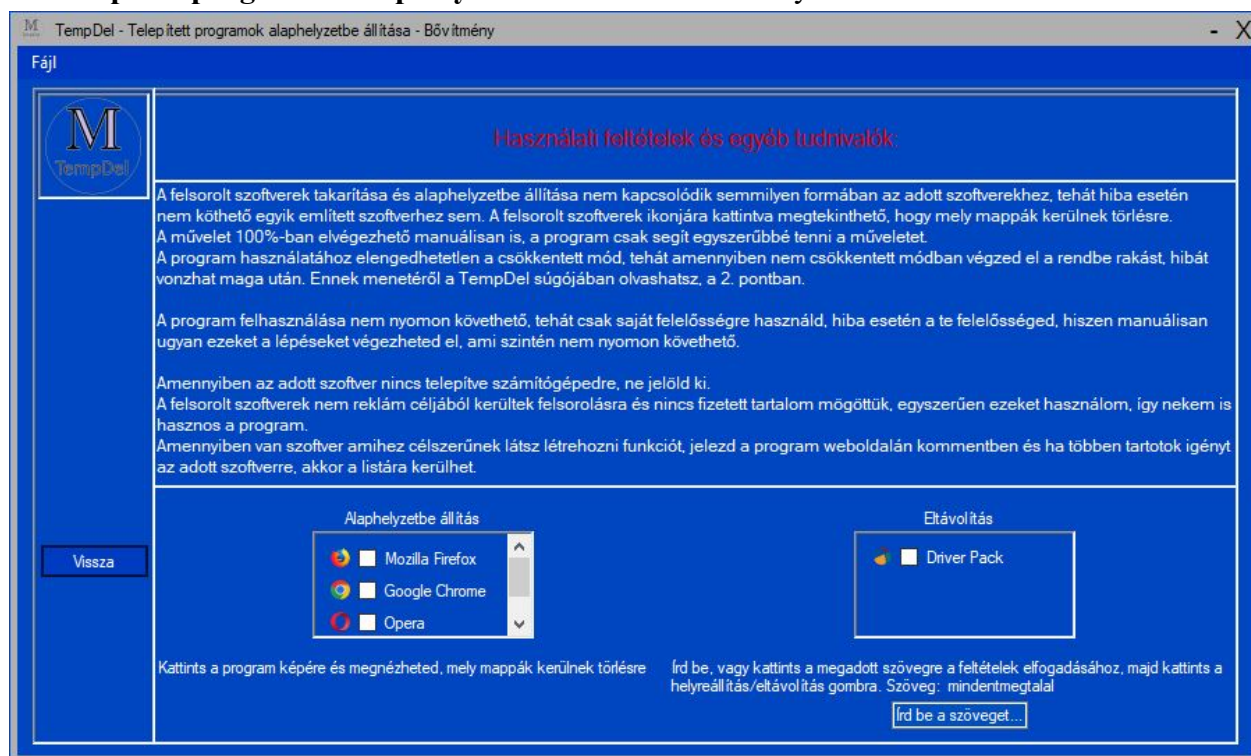 M
TempDel - Telepített programok alaphelyzetbe állítása - Bővítmény
- X
Fájl
M
TempDel
Használati feltételek és egyéb tudnivalók:
A felsorolt szoftverek takarítása és alaphelyzetbe állítása nem kapcsolódik semmilyen formában az adott szoftverekhez, tehát hiba esetén
nem köthető egyik említett szoftverhez sem. A felsorolt szoftverek ikonjára kattintva megtekinthető, hogy mely mappák kerülnek törlésre.
A művelet 100%-ban elvégezhető manuálisan is, a program csak segít egyszerűbbé tenni a műveletet.
A program használatához elengedhetetlen a csökkentett mód, tehát amennyiben nem csökkentett módban végzed el a rendbe rakást, hibát
vonzhat maga után. Ennek menetéről a TempDel súgójában olvashatsz, a 2. pontban.
A program felhasználása nem nyomon követhető, tehát csak saját felelősségre használd, hiba esetén a te felelősséged, hiszen manuálisan
ugyan ezeket a lépéseket végezheted el, ami szintén nem nyomon követhető.
Amennyiben az adott szoftver nincs telepítve számítógépedre, ne jelöld ki.
A felsorolt szoftverek nem reklám céljából kerültek felsorolásra és nincs fizetett tartalom mögöttük, egyszerűen ezeket használom, így nekem is
hasznos a program.
Amennyiben van szoftver amihez célszerűnek látsz létrehozni funkciót, jelezd a program weboldalán kommentben és ha többen tartotok igényt
az adott szoftverre, akkor a listára kerülhet.
Alaphelyzetbe állítás
Mozilla Firefox
Google Chrome
Opera
Eltávolítás
Driver Pack
Vissza
Kattints a program képére és megnézheted, mely mappák kerülnek törlésre
Írd be, vagy kattints a megadott szövegre a feltételek elfogadásához, majd kattints a
helyreállítás/eltávolítás gombra. Szöveg: mindentmegtalal
Írd be a szöveget...